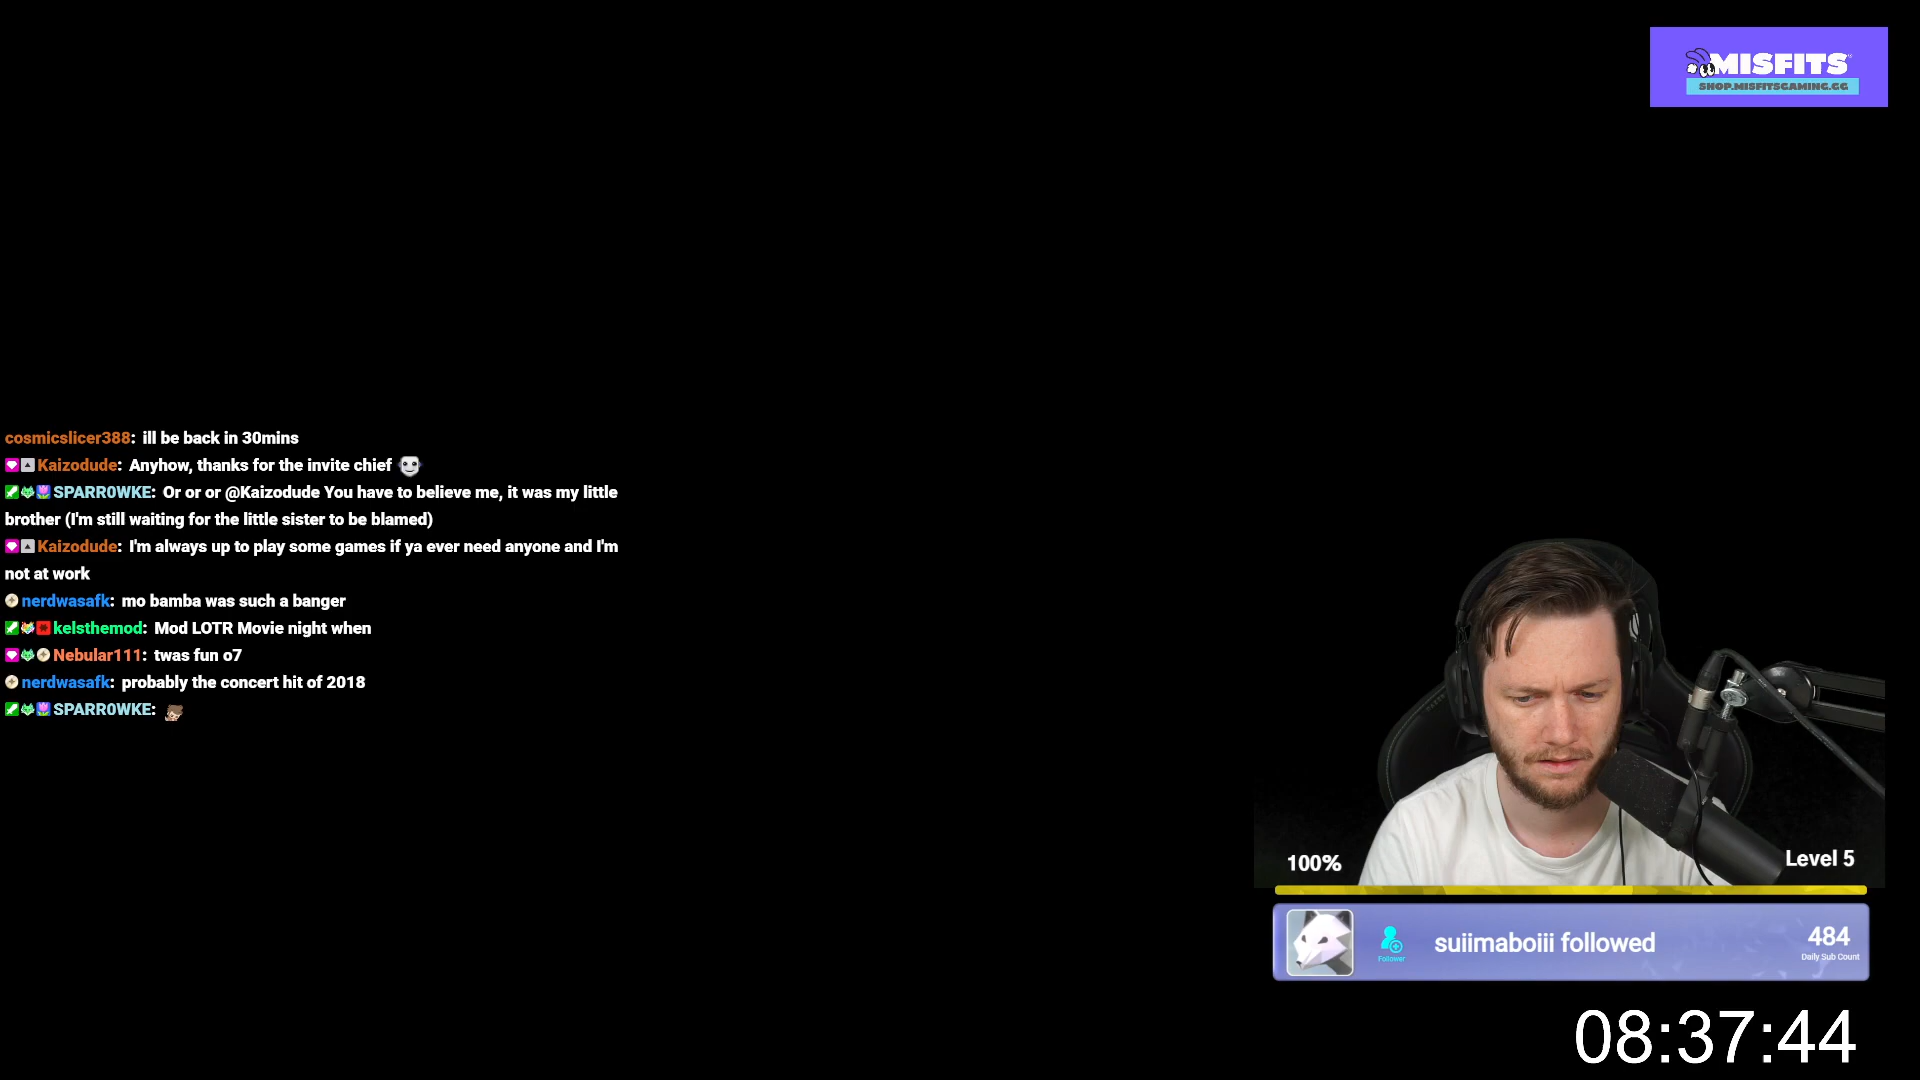 MISFITS
SHOP.MISFITSGAMING.GG
cosmicslicer388: ill be back in 30mins
Kaizodude: Anyhow, thanks for the invite chief
SPARR0WKE: Or or or @Kaizodude You have to believe me, it was my little
brother (I'm still waiting for the little sister to be blamed)
Kaizodude: I'm always up to play some games if ya ever need anyone and I'm
not at work
nerdwasafk: mo bamba was such a banger
kelsthemod: Mod LOTR Movie night when
Nebular111: twas fun o7
nerdwasafk: probably the concert hit of 2018
SPARR0WKE:
100%
Level 5
Follower
suiimaboiii followed
484
Daily Sub Count
08:37:44